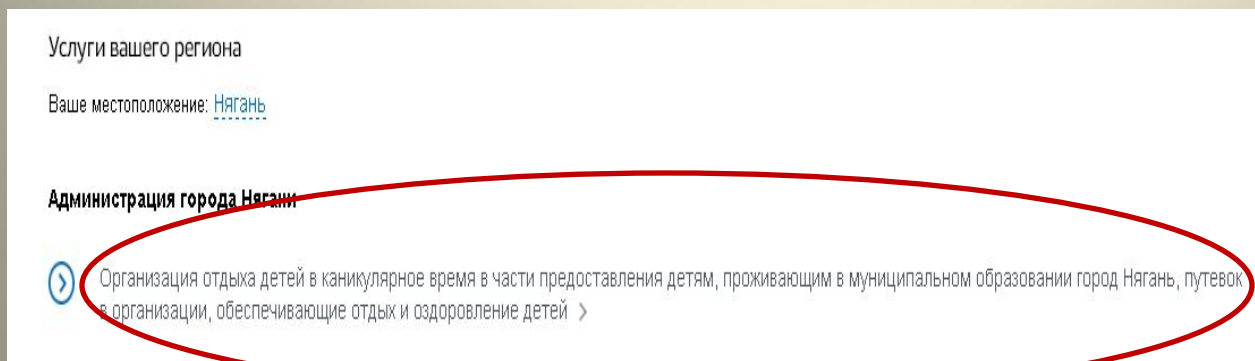 Услуги вашего региона
Ваше местоположение: Нягань
Администрация города Нягани
Организация отдыха детей в каникулярное время в части предоставления детям, проживающим в муниципальном образовании город Нягань, путевок
в организации, обеспечивающие отдых и оздоровление детей